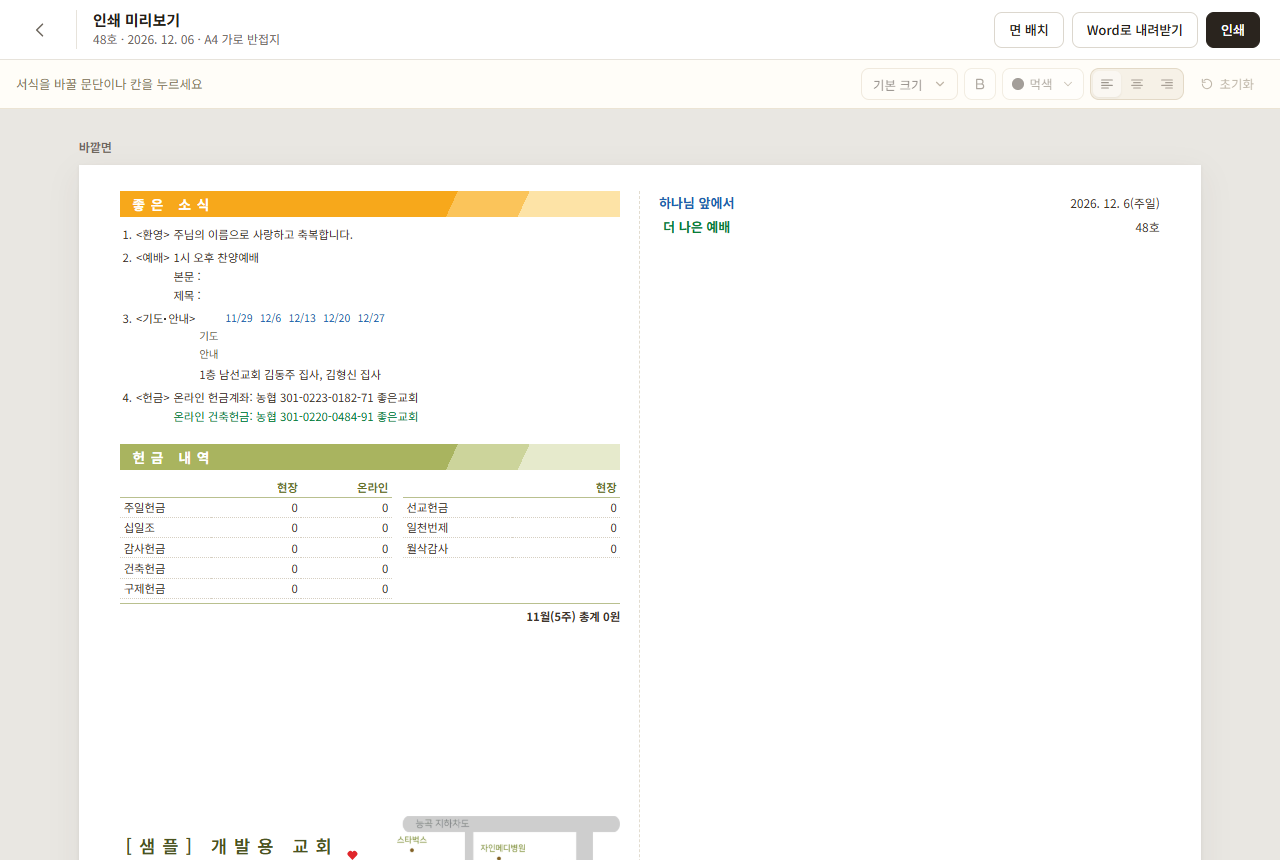 인쇄 미리보기
48호 · 2026. 12. 06 · A4 가로 반접지
면 배치
Word로 내려받기
인쇄
서식을 바꿀 문단이나 칸을 누르세요
기본 크기
B
먹색
초기화
바깥면
좋은 소식
1. <환영> 주님의 이름으로 사랑하고 축복합니다.
2. <예배> 1시 오후 찬양예배
본문 :
제목 :
3. <기도·안내> 11/29 12/6 12/13 12/20 12/27
기도
안내
1층 남선교회 김동주 집사, 김형신 집사
4. <헌금> 온라인 헌금계좌: 농협 301-0223-0182-71 좋은교회
온라인 건축헌금: 농협 301-0220-0484-91 좋은교회
헌금 내역
현장 온라인 현장
주일헌금 0 0 선교헌금 0
십일조 0 0 일천번제 0
감사헌금 0 0 월삭감사 0
건축헌금 0 0
구제헌금 0 0
11월(5주) 총계 0원
능곡 지하차도
스타벅스
자인메디병원
[샘플] 개발용 교회
하나님 앞에서 2026. 12. 6(주일)
더 나은 예배 48호